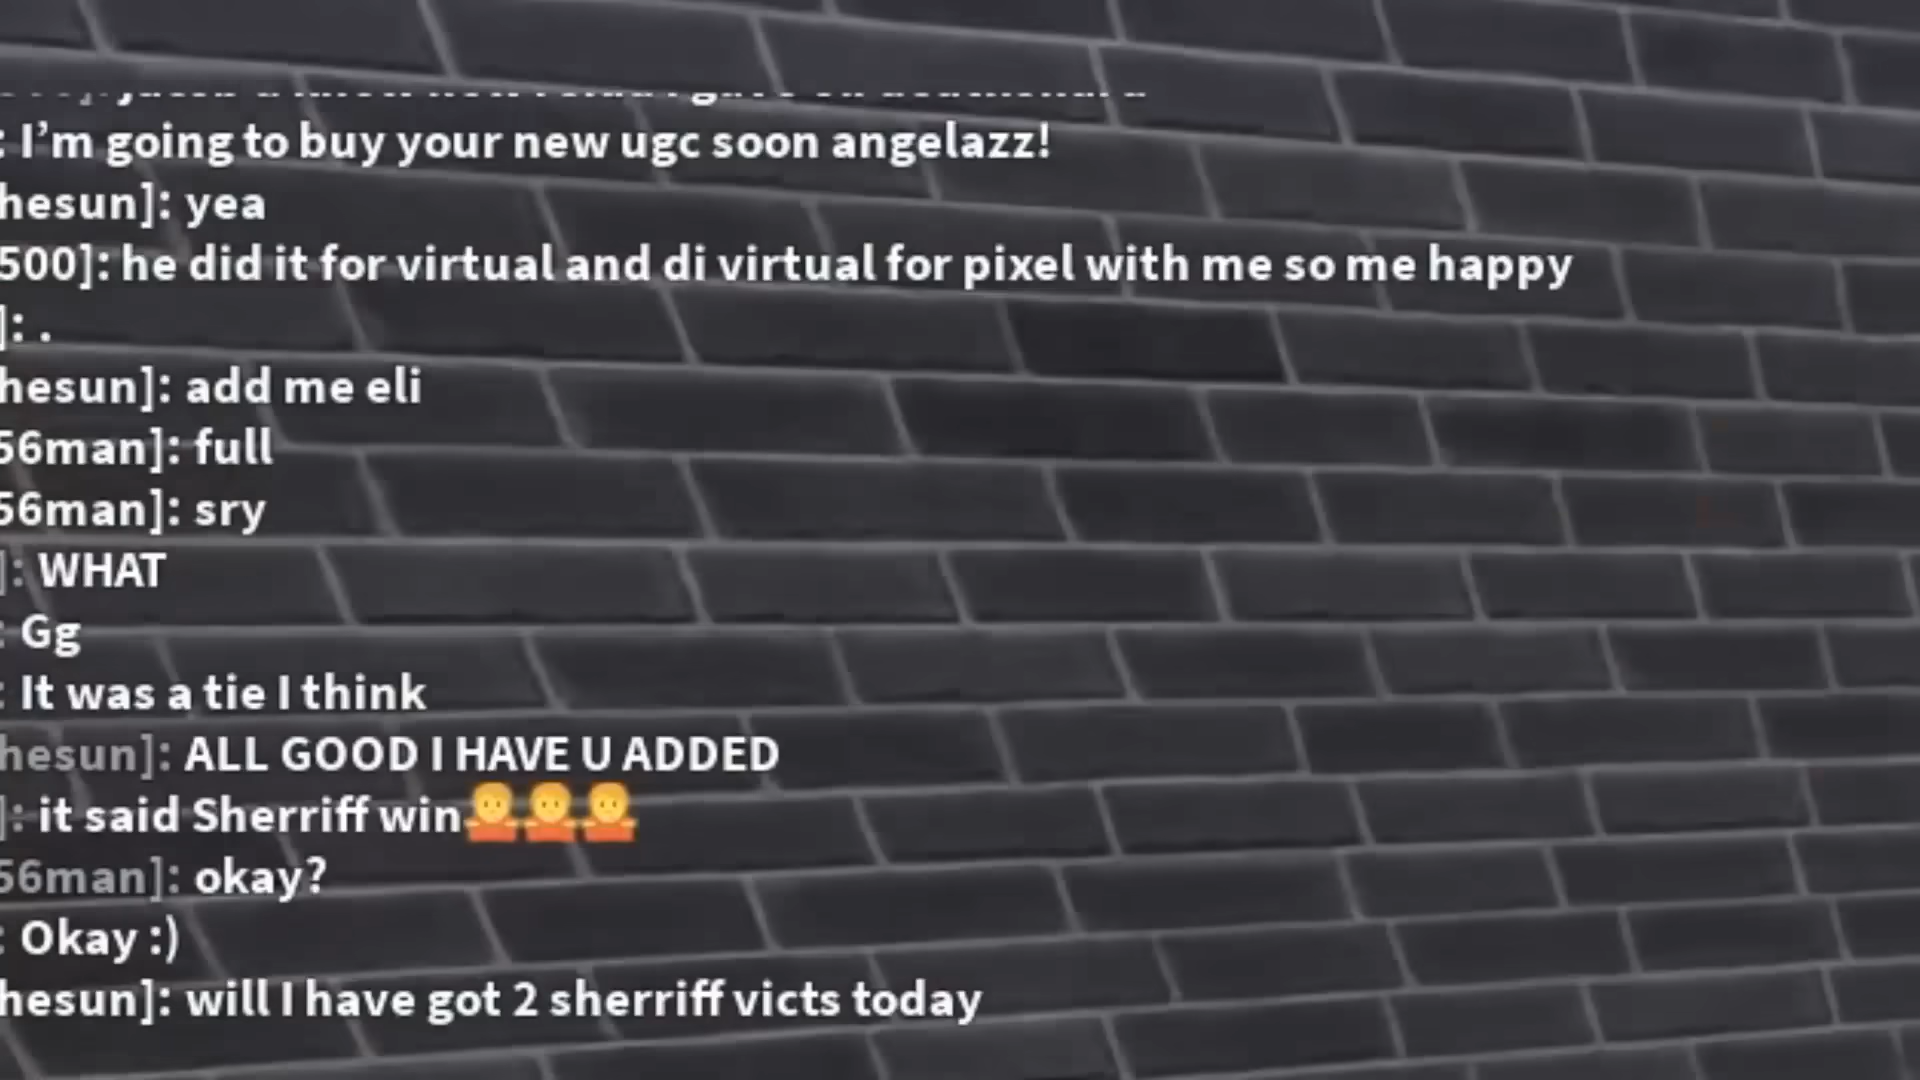 : I’m going to buy your new ugc soon angelazz!
hesun]: yea
500]: he did it for virtual and di virtual for pixel with me so me happy
]: .
hesun]: add me eli
56man]: full
56man]: sry
]: WHAT
: Gg
: It was a tie I think
hesun]: ALL GOOD I HAVE U ADDED
]: it said Sherriff win🤷🤷🤷
56man]: okay?
: Okay :)
hesun]: will I have got 2 sherriff victs today